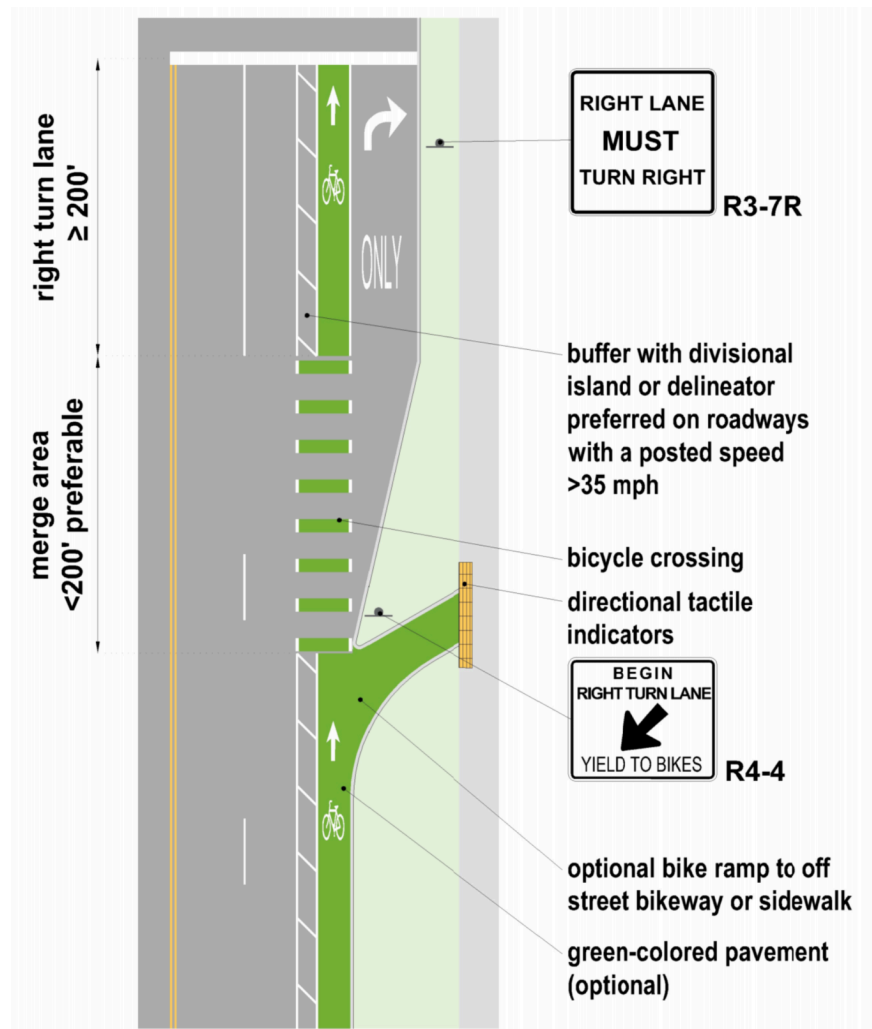 RIGHT LANE
MUST
TURN RIGHT
R3-7R
right turn lane
≥ 200'
ONLY
buffer with divisional
island or delineator
preferred on roadways
with a posted speed
>35 mph
merge area
<200' preferable
bicycle crossing
directional tactile
indicators
BEGIN
RIGHT TURN LANE
YIELD TO BIKES
R4-4
optional bike ramp to off
street bikeway or sidewalk
green-colored pavement
(optional)